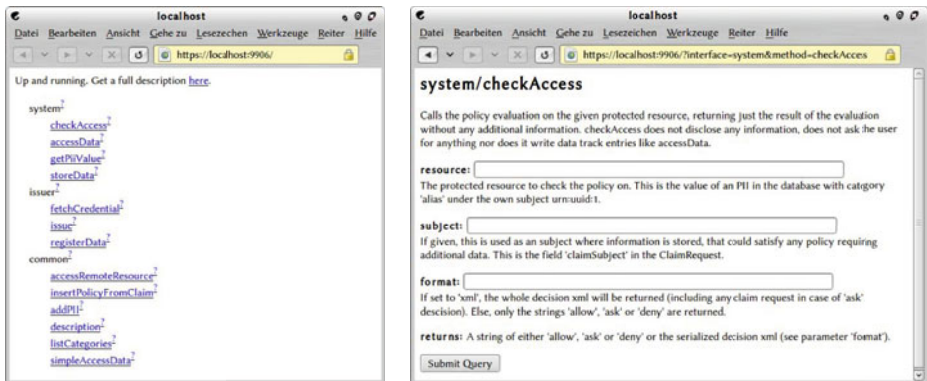 localhost
Datei Bearbeiten Ansicht Gehe zu Lesezechen Werkzeuge Reiter Hilfe
https://localhost:9906/
Up and running. Get a full description here.
system?
checkAccess?
accessData?
getPiiValue?
storeData?
issuer?
fetchCredential?
issue?
registerData?
common?
accessRemoteResource?
insertPolicyFromClaim?
addPII?
description?
listCategories?
simpleAccessData?
localhost
Datei Bearbeiten Ansicht Gehe zu Lesezeichen Werkzeuge Reiter Hilfe
https://localhost:9906/?interface=system&method=checkAcces
system/checkAccess
Calls the policy evaluation on the given protected resource, returning just the result of the evaluation
without any additional information. checkAccess does not disclose any information, does not ask the user
for anything nor does it write data track entries like accessData.
resource:
The protected resource to check the policy on. This is the value of an PII in the database with category
'alias' under the own subject urn:uuid:1.
subject:
If given, this is used as an subject where information is stored, that could satisfy any policy requiring
additional data. This is the field 'claimSubject' in the ClaimRequest.
format:
If set to 'xml', the whole decision xml will be returned (including any claim request in case of 'ask'
descision). Else, only the strings 'allow', 'ask' or 'deny' are returned.
returns: A string of either 'allow', 'ask' or 'deny' or the serialized decision xml (see parameter 'format').
Submit Query